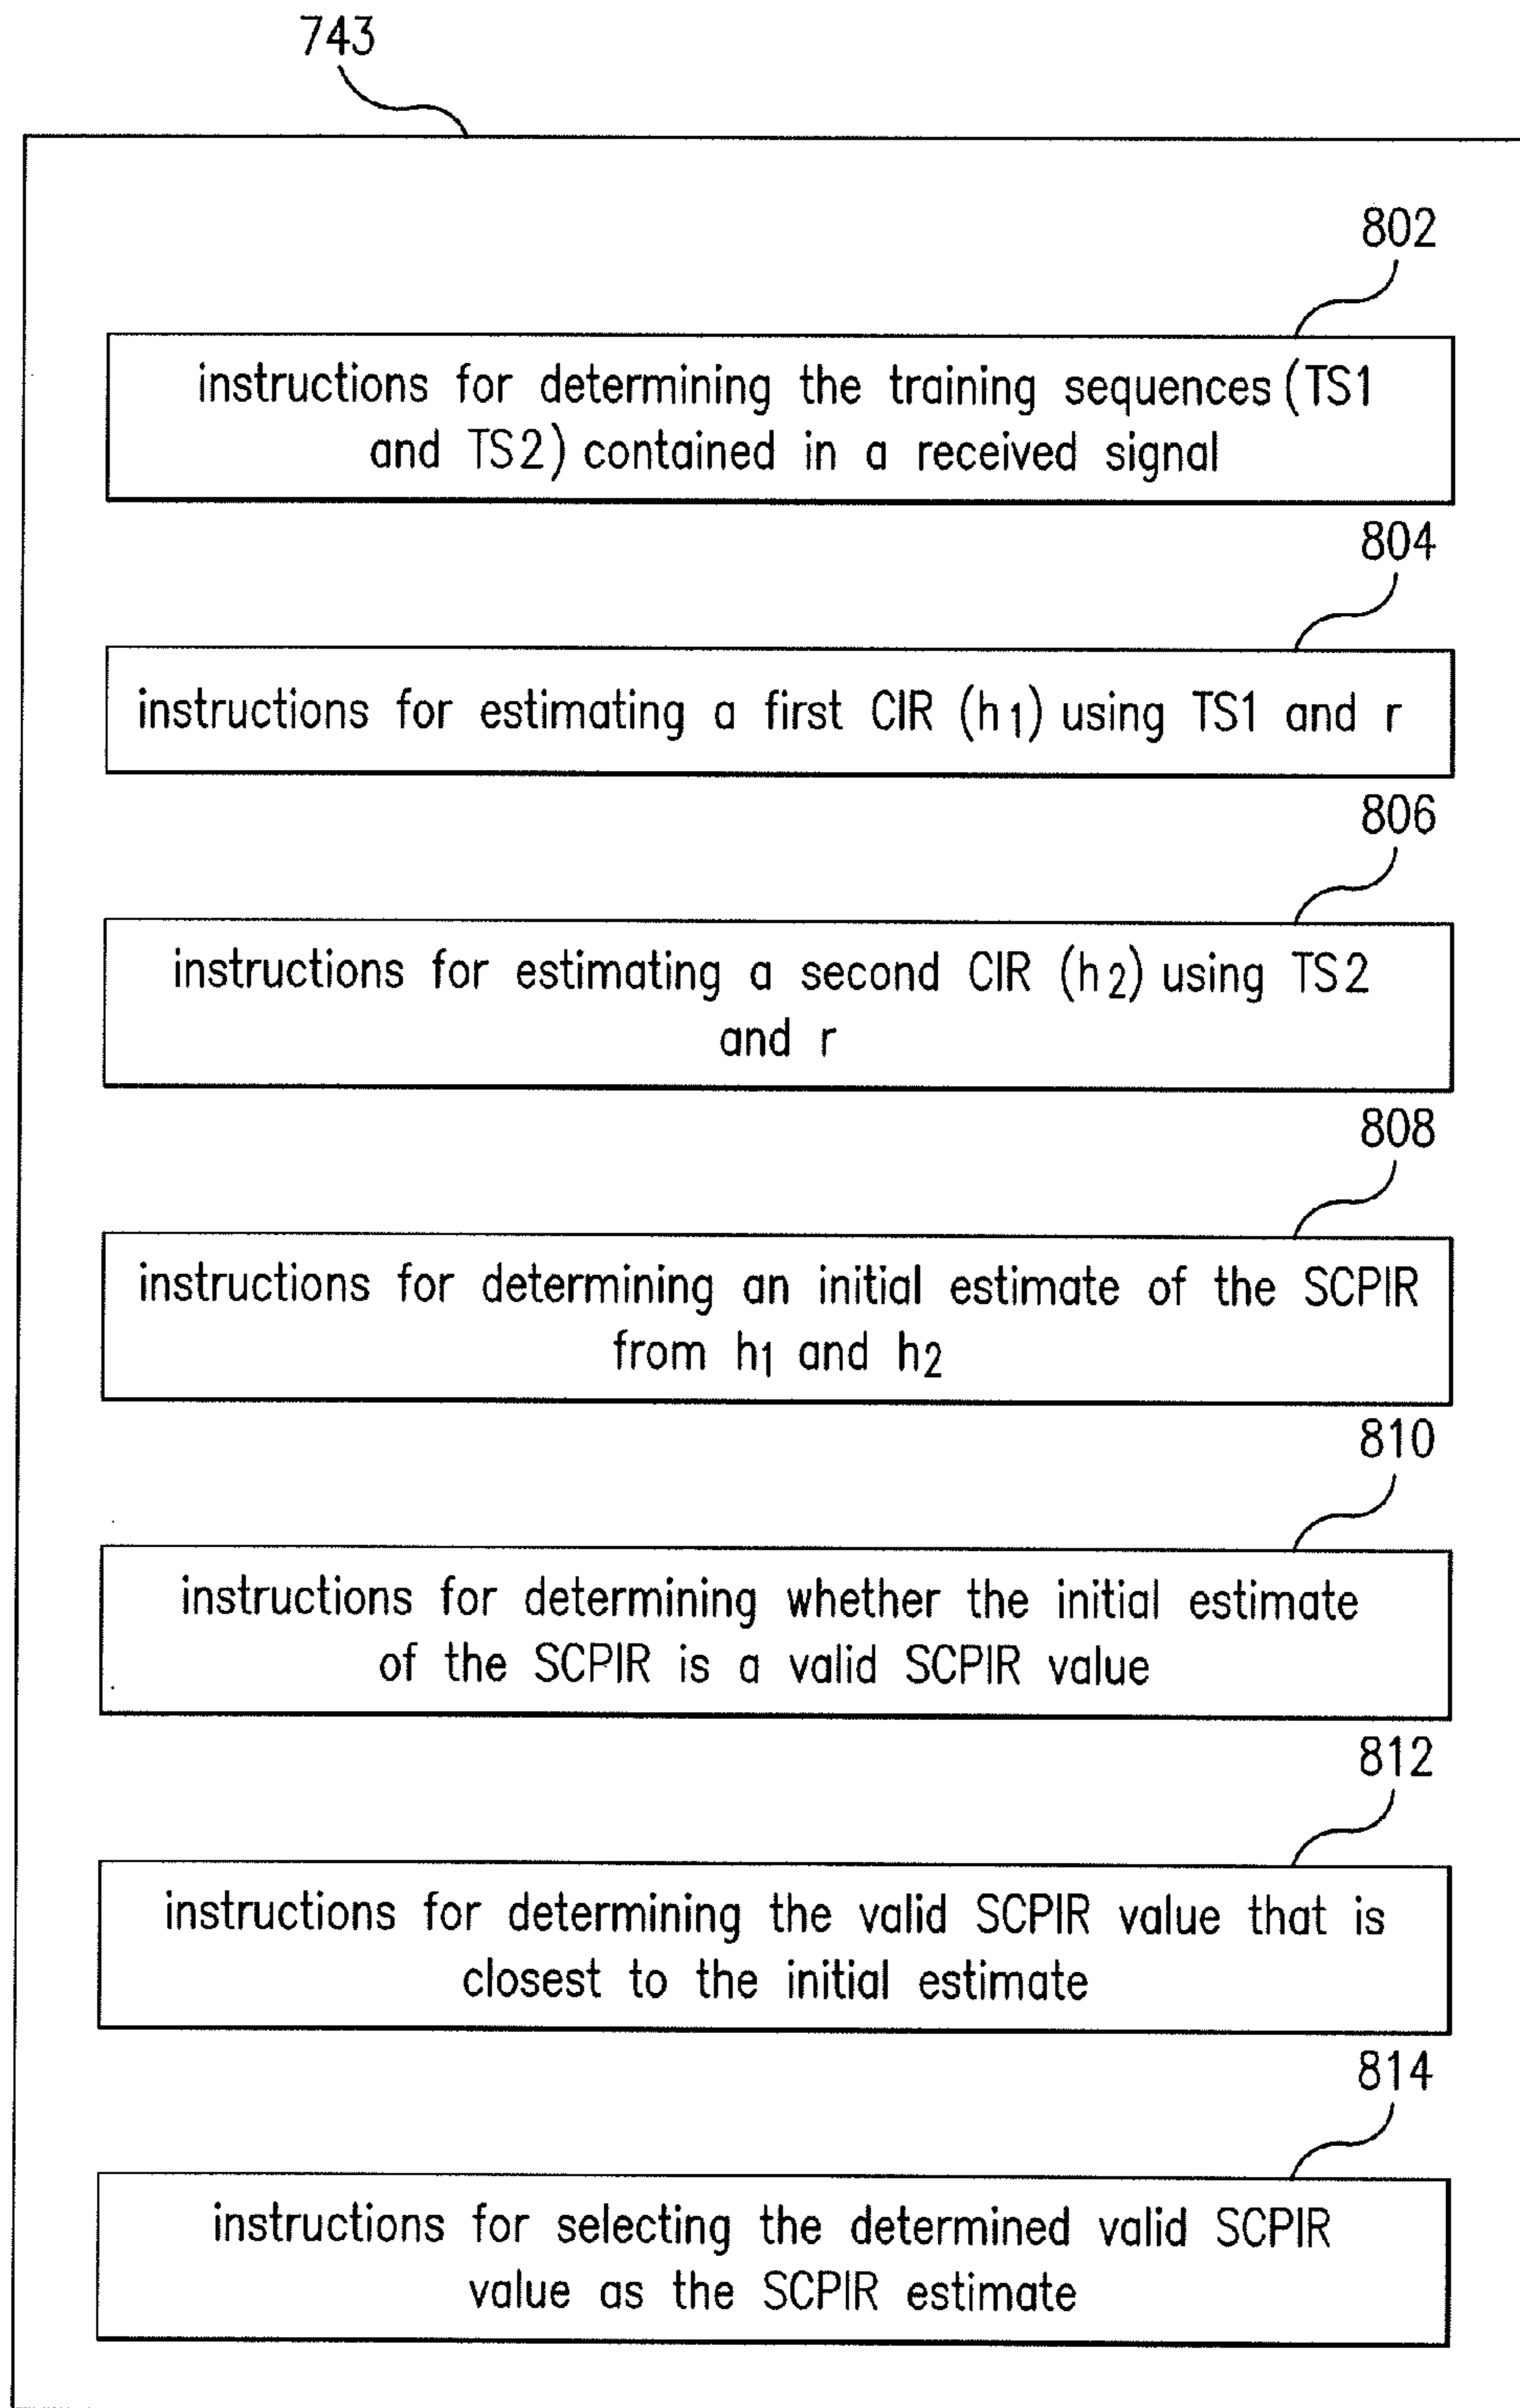 743
802
instructions for determining the training sequences (TS1
and TS2) contained in a received signal
804
instructions for estimating a first CIR (h1) using TS1 and r
806
instructions for estimating a second CIR (h2) using TS2
and r
808
instructions for determining an initial estimate of the SCPIR
from h1 and h2
810
instructions for determining whether the initial estimate
of the SCPIR is a valid SCPIR value
812
instructions for determining the valid SCPIR value that is
closest to the initial estimate
814
instructions for selecting the determined valid SCPIR
value as the SCPIR estimate